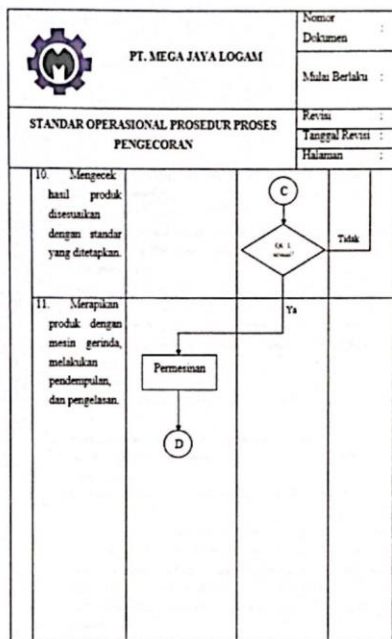 PT. MEGA JAYA LOGAM
Nomor
Dokumen :
Mulai Berlaku :
STANDAR OPERASIONAL PROSEDUR PROSES
PENGECORAN
Revisi :
Tanggal Revisi :
Halaman :
10. Mengecek
hasil produk
disesuaikan
dengan standar
yang ditetapkan.
C
sesuai?
Tidak
Ya
11. Merapikan
produk dengan
mesin gerinda,
melakukan
pendempulan,
dan pengelasan.
Permesinan
D